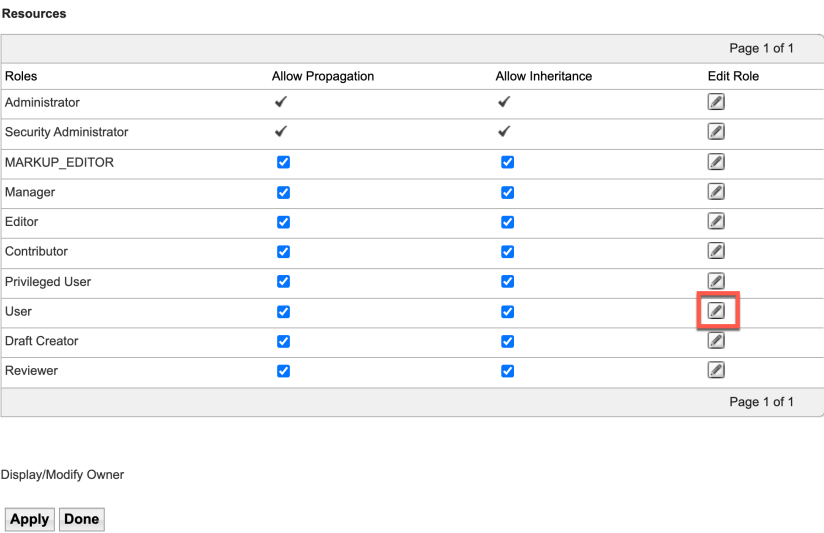 Resources
Page 1 of 1
Roles Allow Propagation Allow Inheritance Edit Role
Administrator
Security Administrator
MARKUP_EDITOR
Manager
Editor
Contributor
Privileged User
User
Draft Creator
Reviewer
Page 1 of 1
Display/Modify Owner
Apply Done